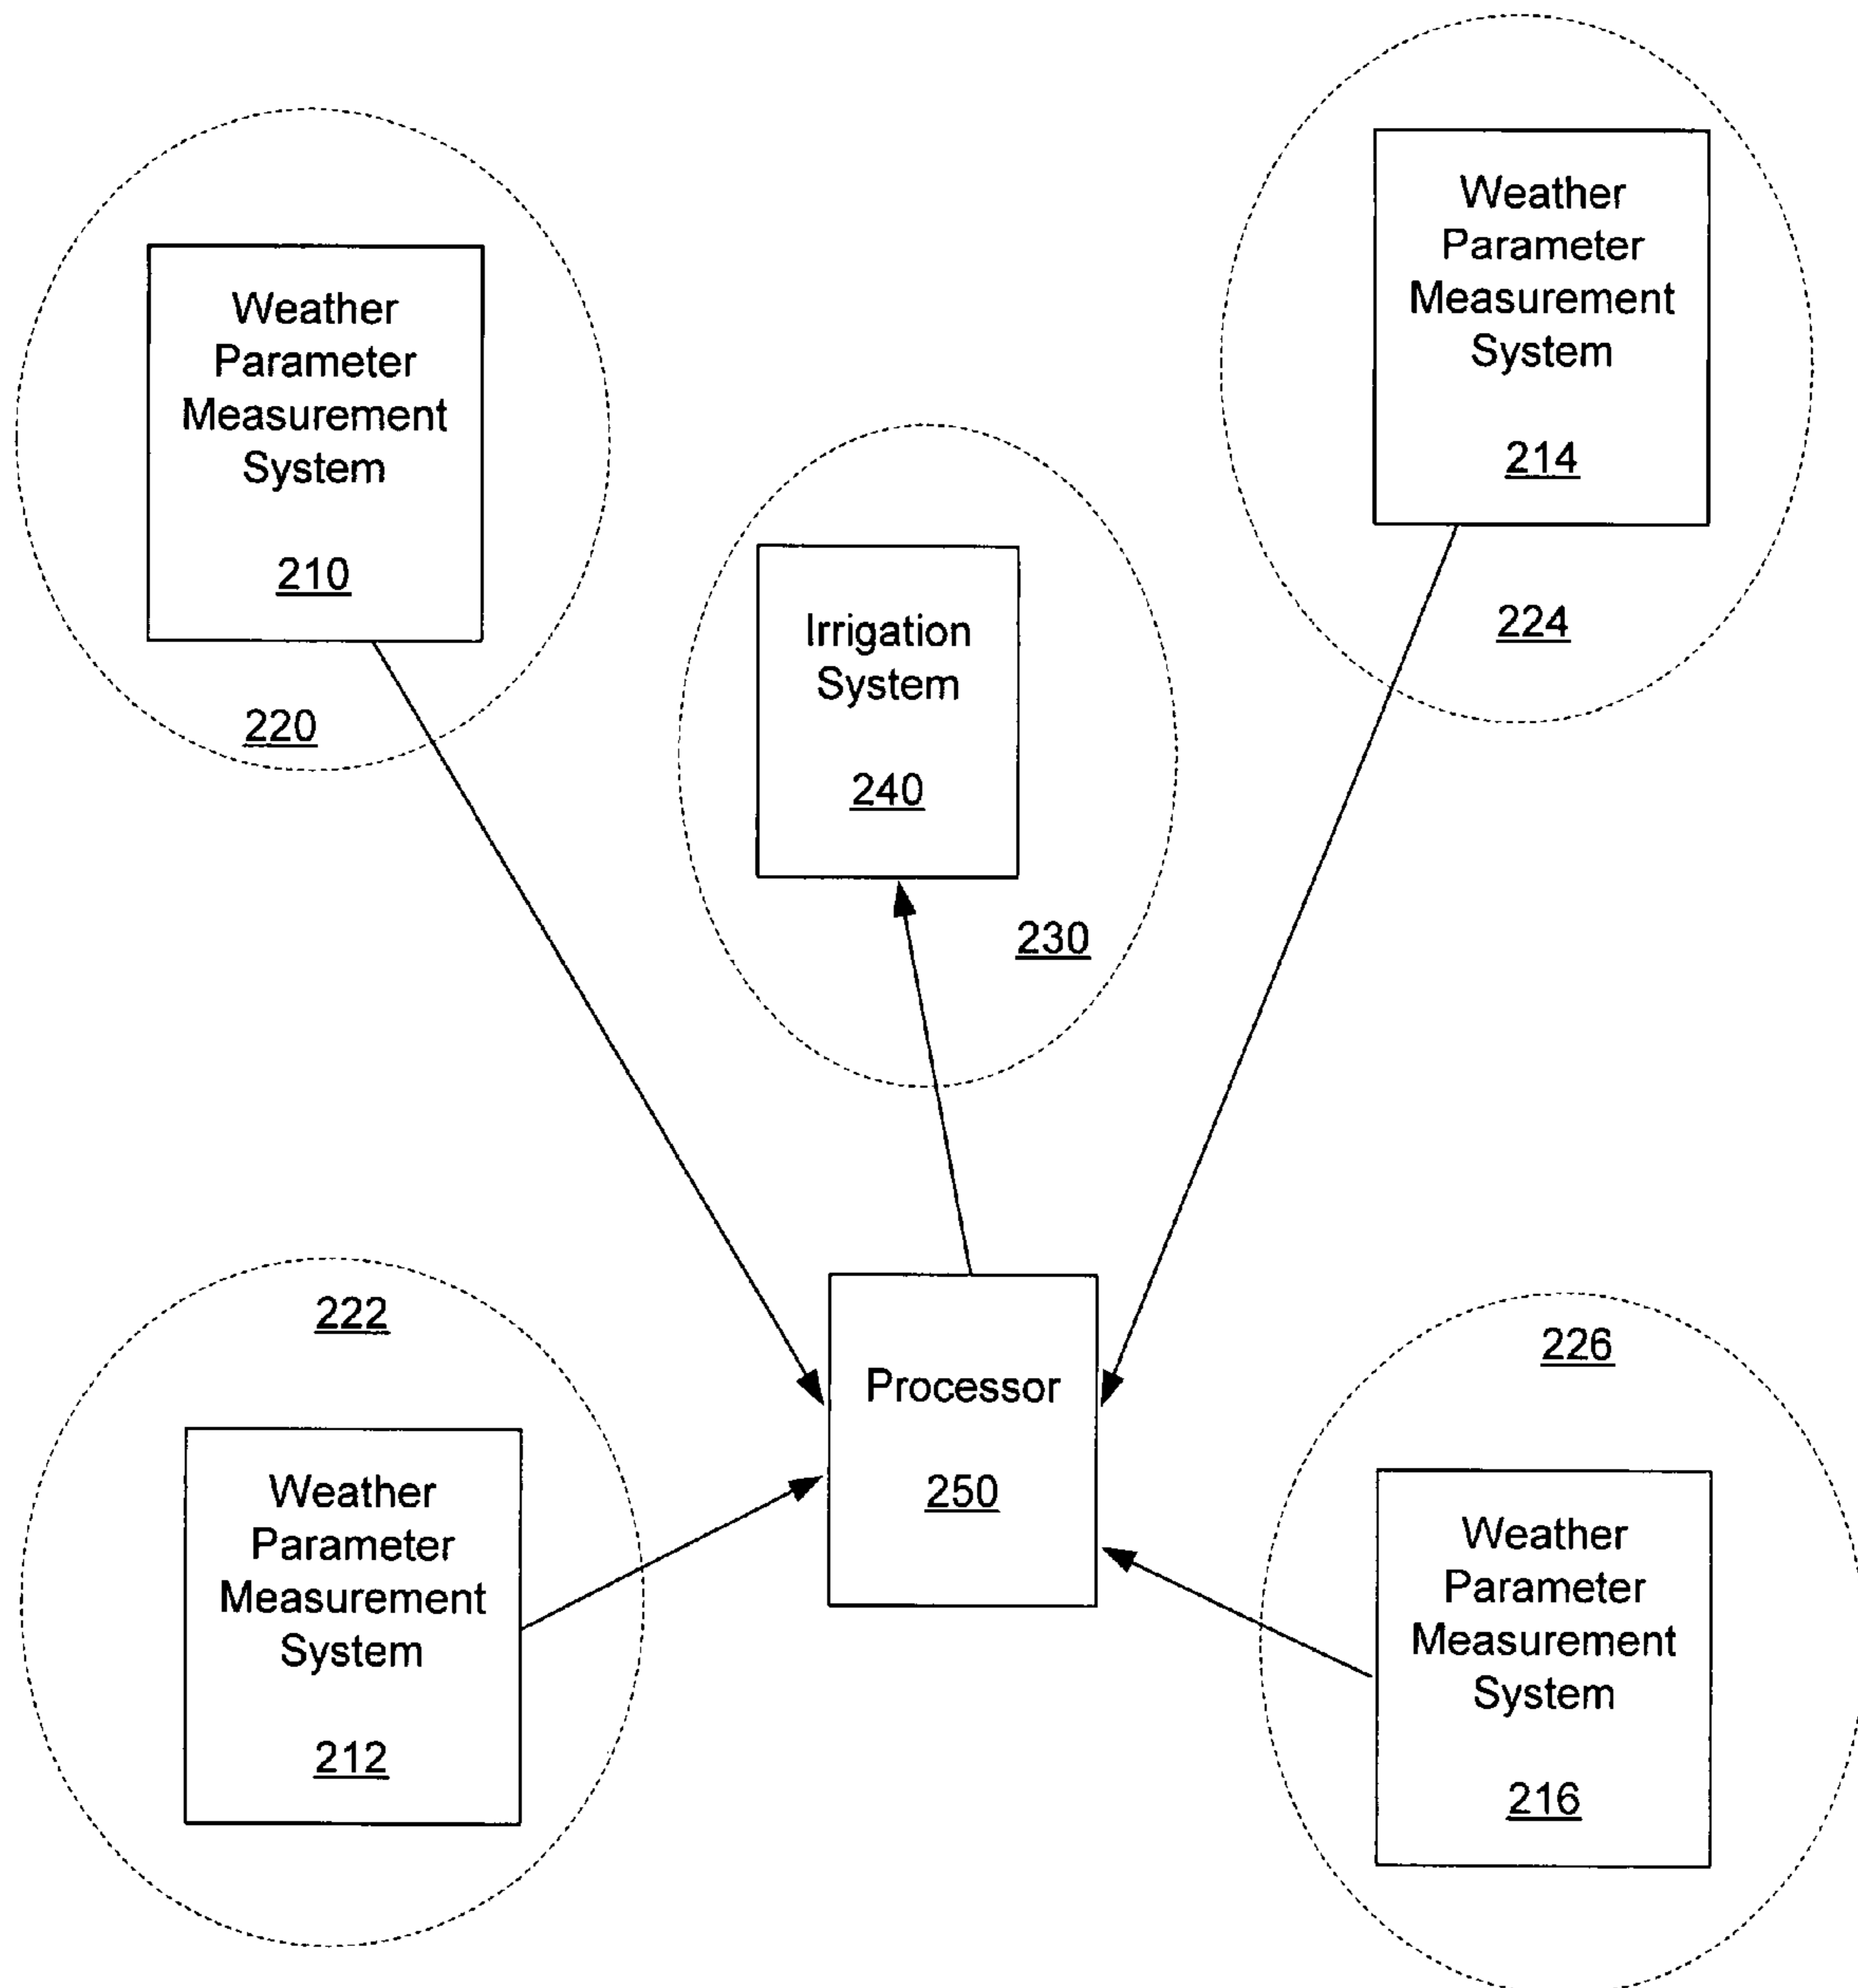 Weather
Parameter
Measurement
System
210
220
Weather
Parameter
Measurement
System
214
224
Irrigation
System
240
230
222
Weather
Parameter
Measurement
System
212
Processor
250
226
Weather
Parameter
Measurement
System
216